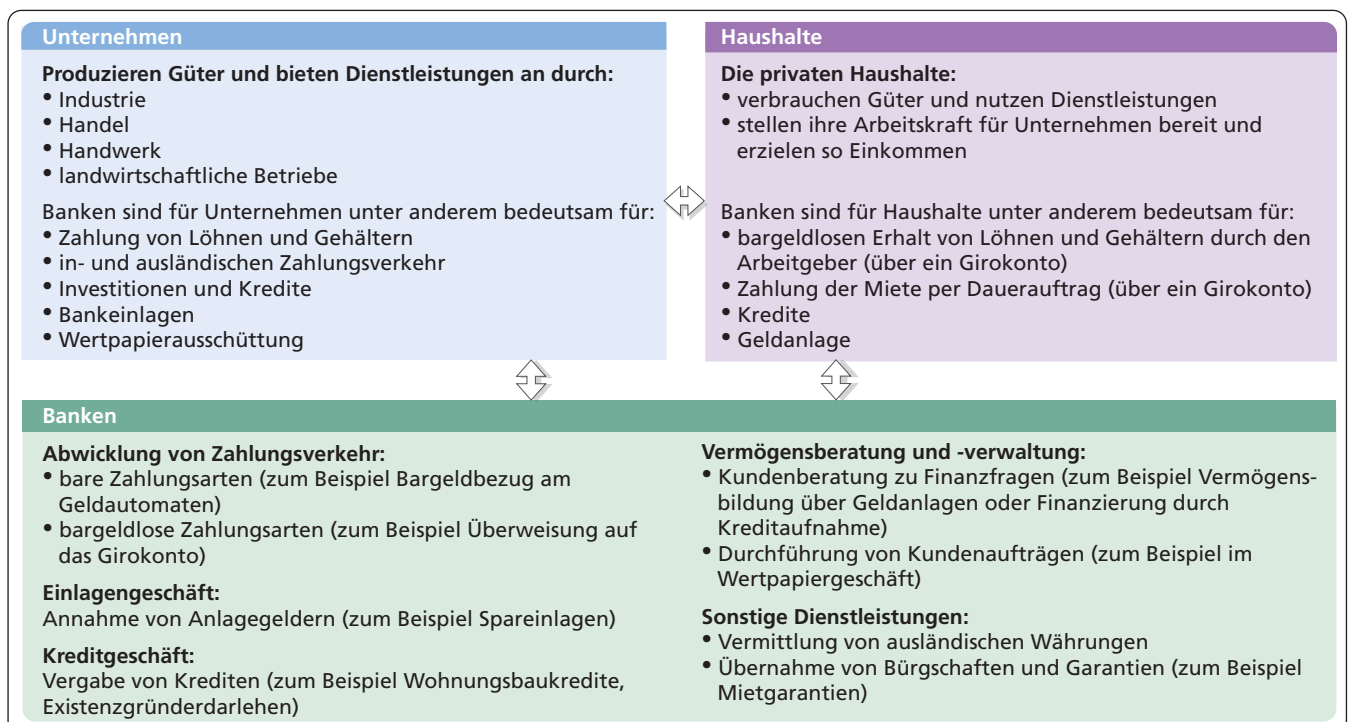 Unternehmen
Produzieren Güter und bieten Dienstleistungen an durch:
• Industrie
• Handel
• Handwerk
• landwirtschaftliche Betriebe
Banken sind für Unternehmen unter anderem bedeutsam für:
• Zahlung von Löhnen und Gehältern
• in- und ausländischen Zahlungsverkehr
• Investitionen und Kredite
• Bankeinlagen
• Wertpapierausschüttung
Haushalte
Die privaten Haushalte:
• verbrauchen Güter und nutzen Dienstleistungen
• stellen ihre Arbeitskraft für Unternehmen bereit und
erzielen so Einkommen
Banken sind für Haushalte unter anderem bedeutsam für:
• bargeldlosen Erhalt von Löhnen und Gehältern durch den
Arbeitgeber (über ein Girokonto)
• Zahlung der Miete per Dauerauftrag (über ein Girokonto)
• Kredite
• Geldanlage
Banken
Abwicklung von Zahlungsverkehr:
• bare Zahlungsarten (zum Beispiel Bargeldbezug am
Geldautomaten)
• bargeldlose Zahlungsarten (zum Beispiel Überweisung auf
das Girokonto)
Einlagengeschäft:
Annahme von Anlagegeldern (zum Beispiel Spareinlagen)
Kreditgeschäft:
Vergabe von Krediten (zum Beispiel Wohnungsbaukredite,
Existenzgründerdarlehen)
Vermögensberatung und -verwaltung:
• Kundenberatung zu Finanzfragen (zum Beispiel Vermögens-
bildung über Geldanlagen oder Finanzierung durch
Kreditaufnahme)
• Durchführung von Kundenaufträgen (zum Beispiel im
Wertpapiergeschäft)
Sonstige Dienstleistungen:
• Vermittlung von ausländischen Währungen
• Übernahme von Bürgschaften und Garantien (zum Beispiel
Mietgarantien)